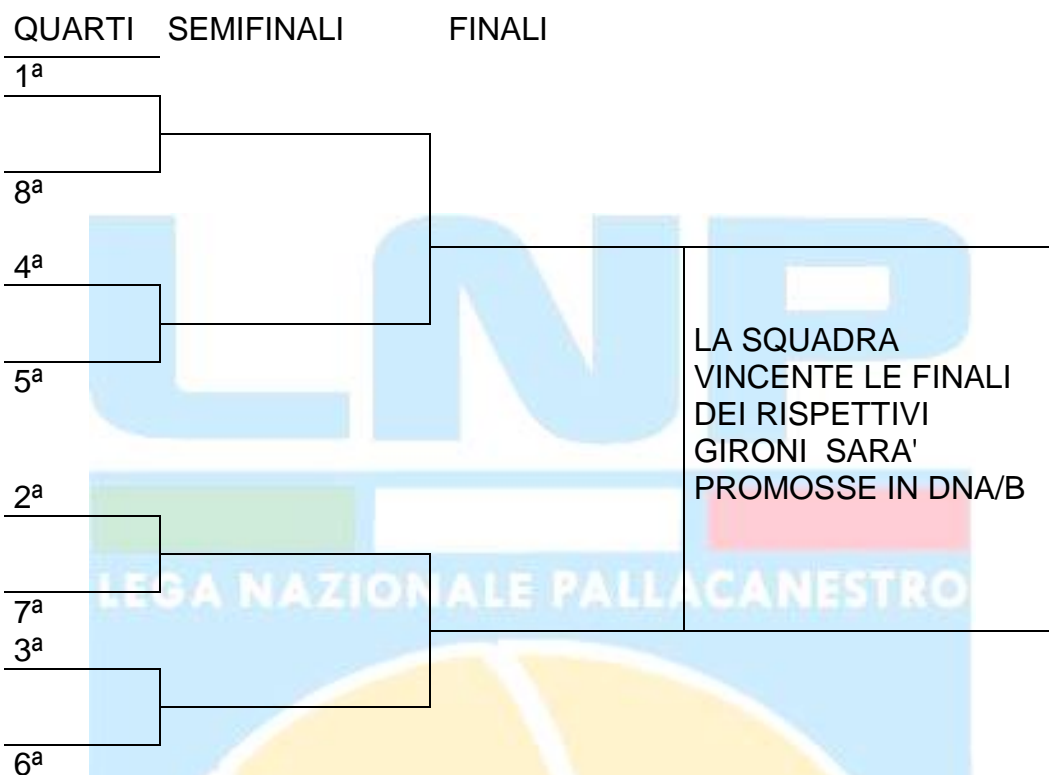 QUARTI SEMIFINALI FINALI
1ª
8ª
4ª
5ª
LA SQUADRA
VINCENTE LE FINALI
DEI RISPETTIVI
GIRONI SARA'
PROMOSSE IN DNA/B
2ª
7ª
3ª
6ª
LNP
LEGA NAZIONALE PALLACANESTRO